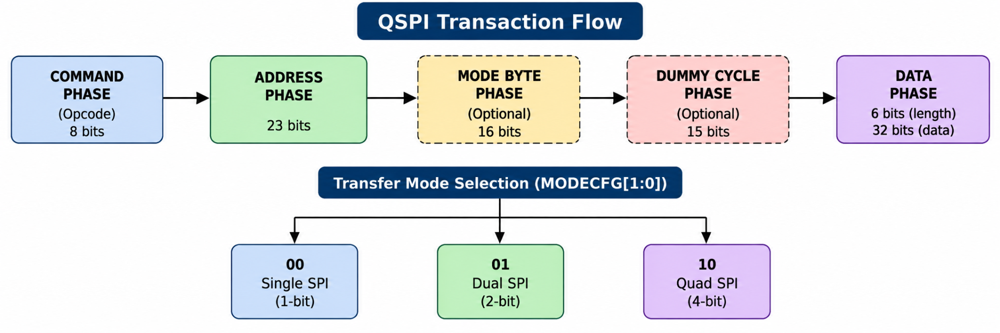 QSPI Transaction Flow
COMMAND
PHASE
(Opcode)
8 bits
ADDRESS
PHASE
23 bits
MODE BYTE
PHASE
(Optional)
16 bits
DUMMY CYCLE
PHASE
(Optional)
15 bits
DATA
PHASE
6 bits (length)
32 bits (data)
Transfer Mode Selection (MODECFG[1:0])
00
Single SPI
(1-bit)
01
Dual SPI
(2-bit)
10
Quad SPI
(4-bit)